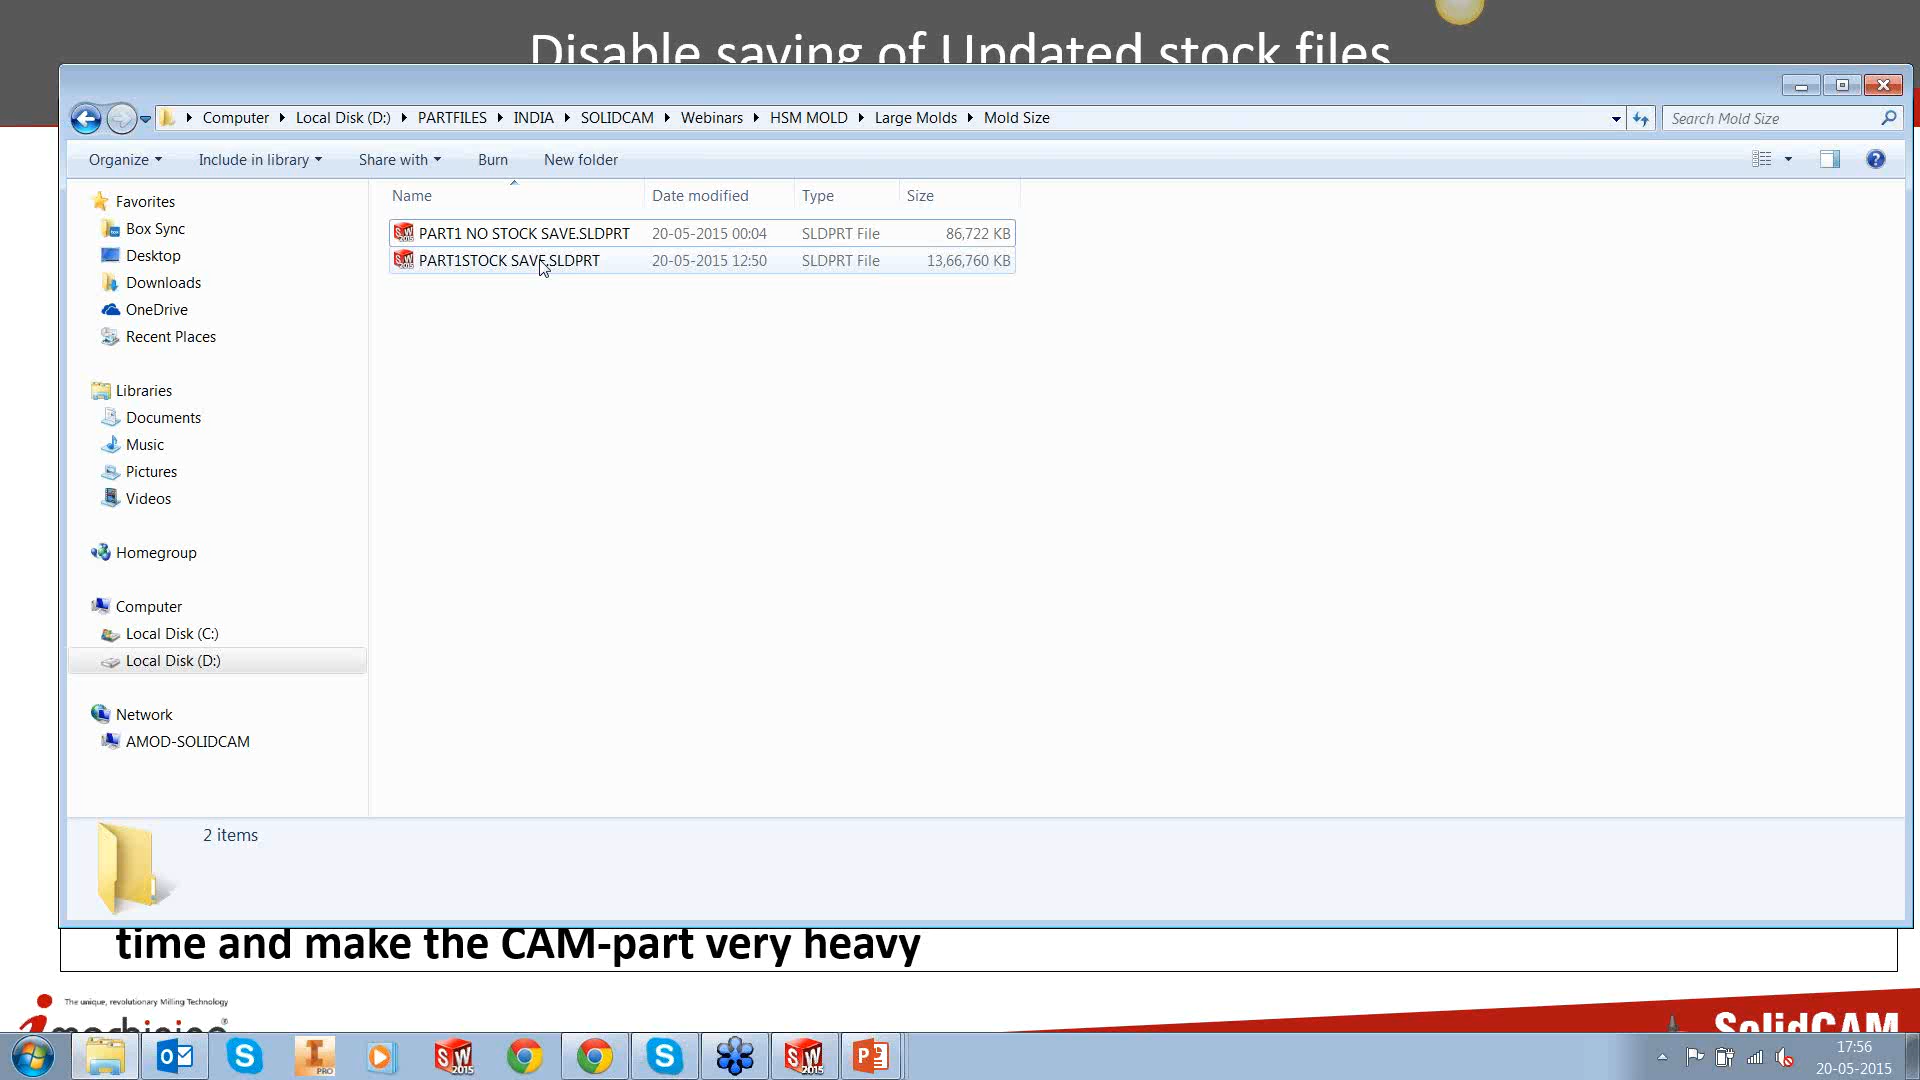 Disable saving of Updated stock files
Computer Local Disk (D:) PARTFILES INDIA SOLIDCAM Webinars HSM MOLD Large Molds Mold Size
Search Mold Size
Organize Include in library Share with Burn New folder
Name Date modified Type Size
PART1 NO STOCK SAVE.SLDPRT 20-05-2015 00:04 SLDPRT File 86,722 KB
PART1STOCK SAVE.SLDPRT 20-05-2015 12:50 SLDPRT File 13,66,760 KB
Favorites
Box Sync
Desktop
Downloads
OneDrive
Recent Places
Libraries
Documents
Music
Pictures
Videos
Homegroup
Computer
Local Disk (C:)
Local Disk (D:)
Network
AMOD-SOLIDCAM
2 items
time and make the CAM-part very heavy
The unique, revolutionary Milling Technology
imachining®
SolidCAM
17:56
20-05-2015